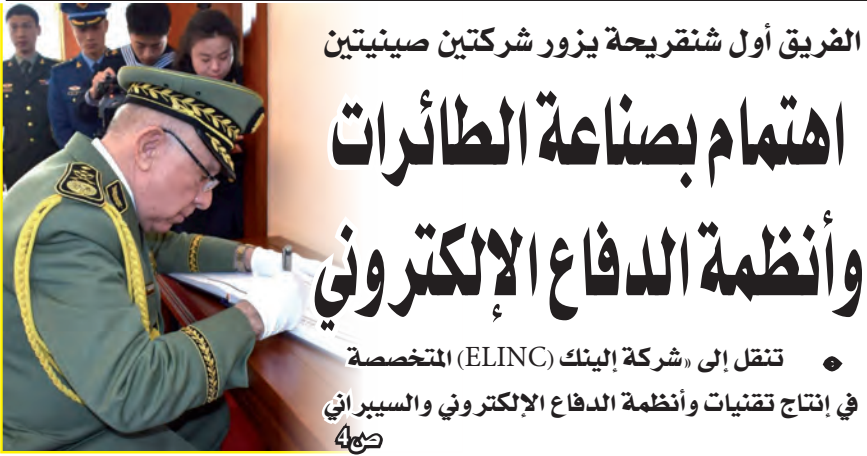 الفريق أول شنقريحة يزور شركتين صينيتين
اهتمام بصناعة الطائرات
وأنظمة الدفاع الإلكتروني
تنقل إلى «شركة إلينك (ELINC) المتخصصة
في إنتاج تقنيات وأنظمة الدفاع الإلكتروني والسيبراني
ص4